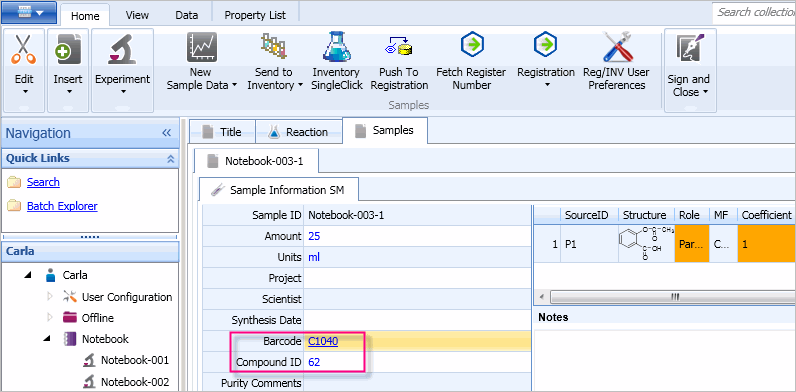 Home View Data Property List Search collection
Edit
Insert
Experiment
New Sample Data
Send to Inventory
Inventory SingleClick
Push To Registration
Fetch Register Number
Registration
Reg/INV User Preferences
Sign and Close
Samples
Navigation «
Quick Links
Search
Batch Explorer
Carla
Carla
User Configuration
Offline
Notebook
Notebook-001
Notebook-002
Title Reaction Samples
Notebook-003-1
Sample Information SM
Sample ID Notebook-003-1
Amount 25
Units ml
Project
Scientist
Synthesis Date
Barcode C1040
Compound ID 62
Purity Comments
SourceID Structure Role MF Coefficient
1 P1 Par... C... 1
Notes